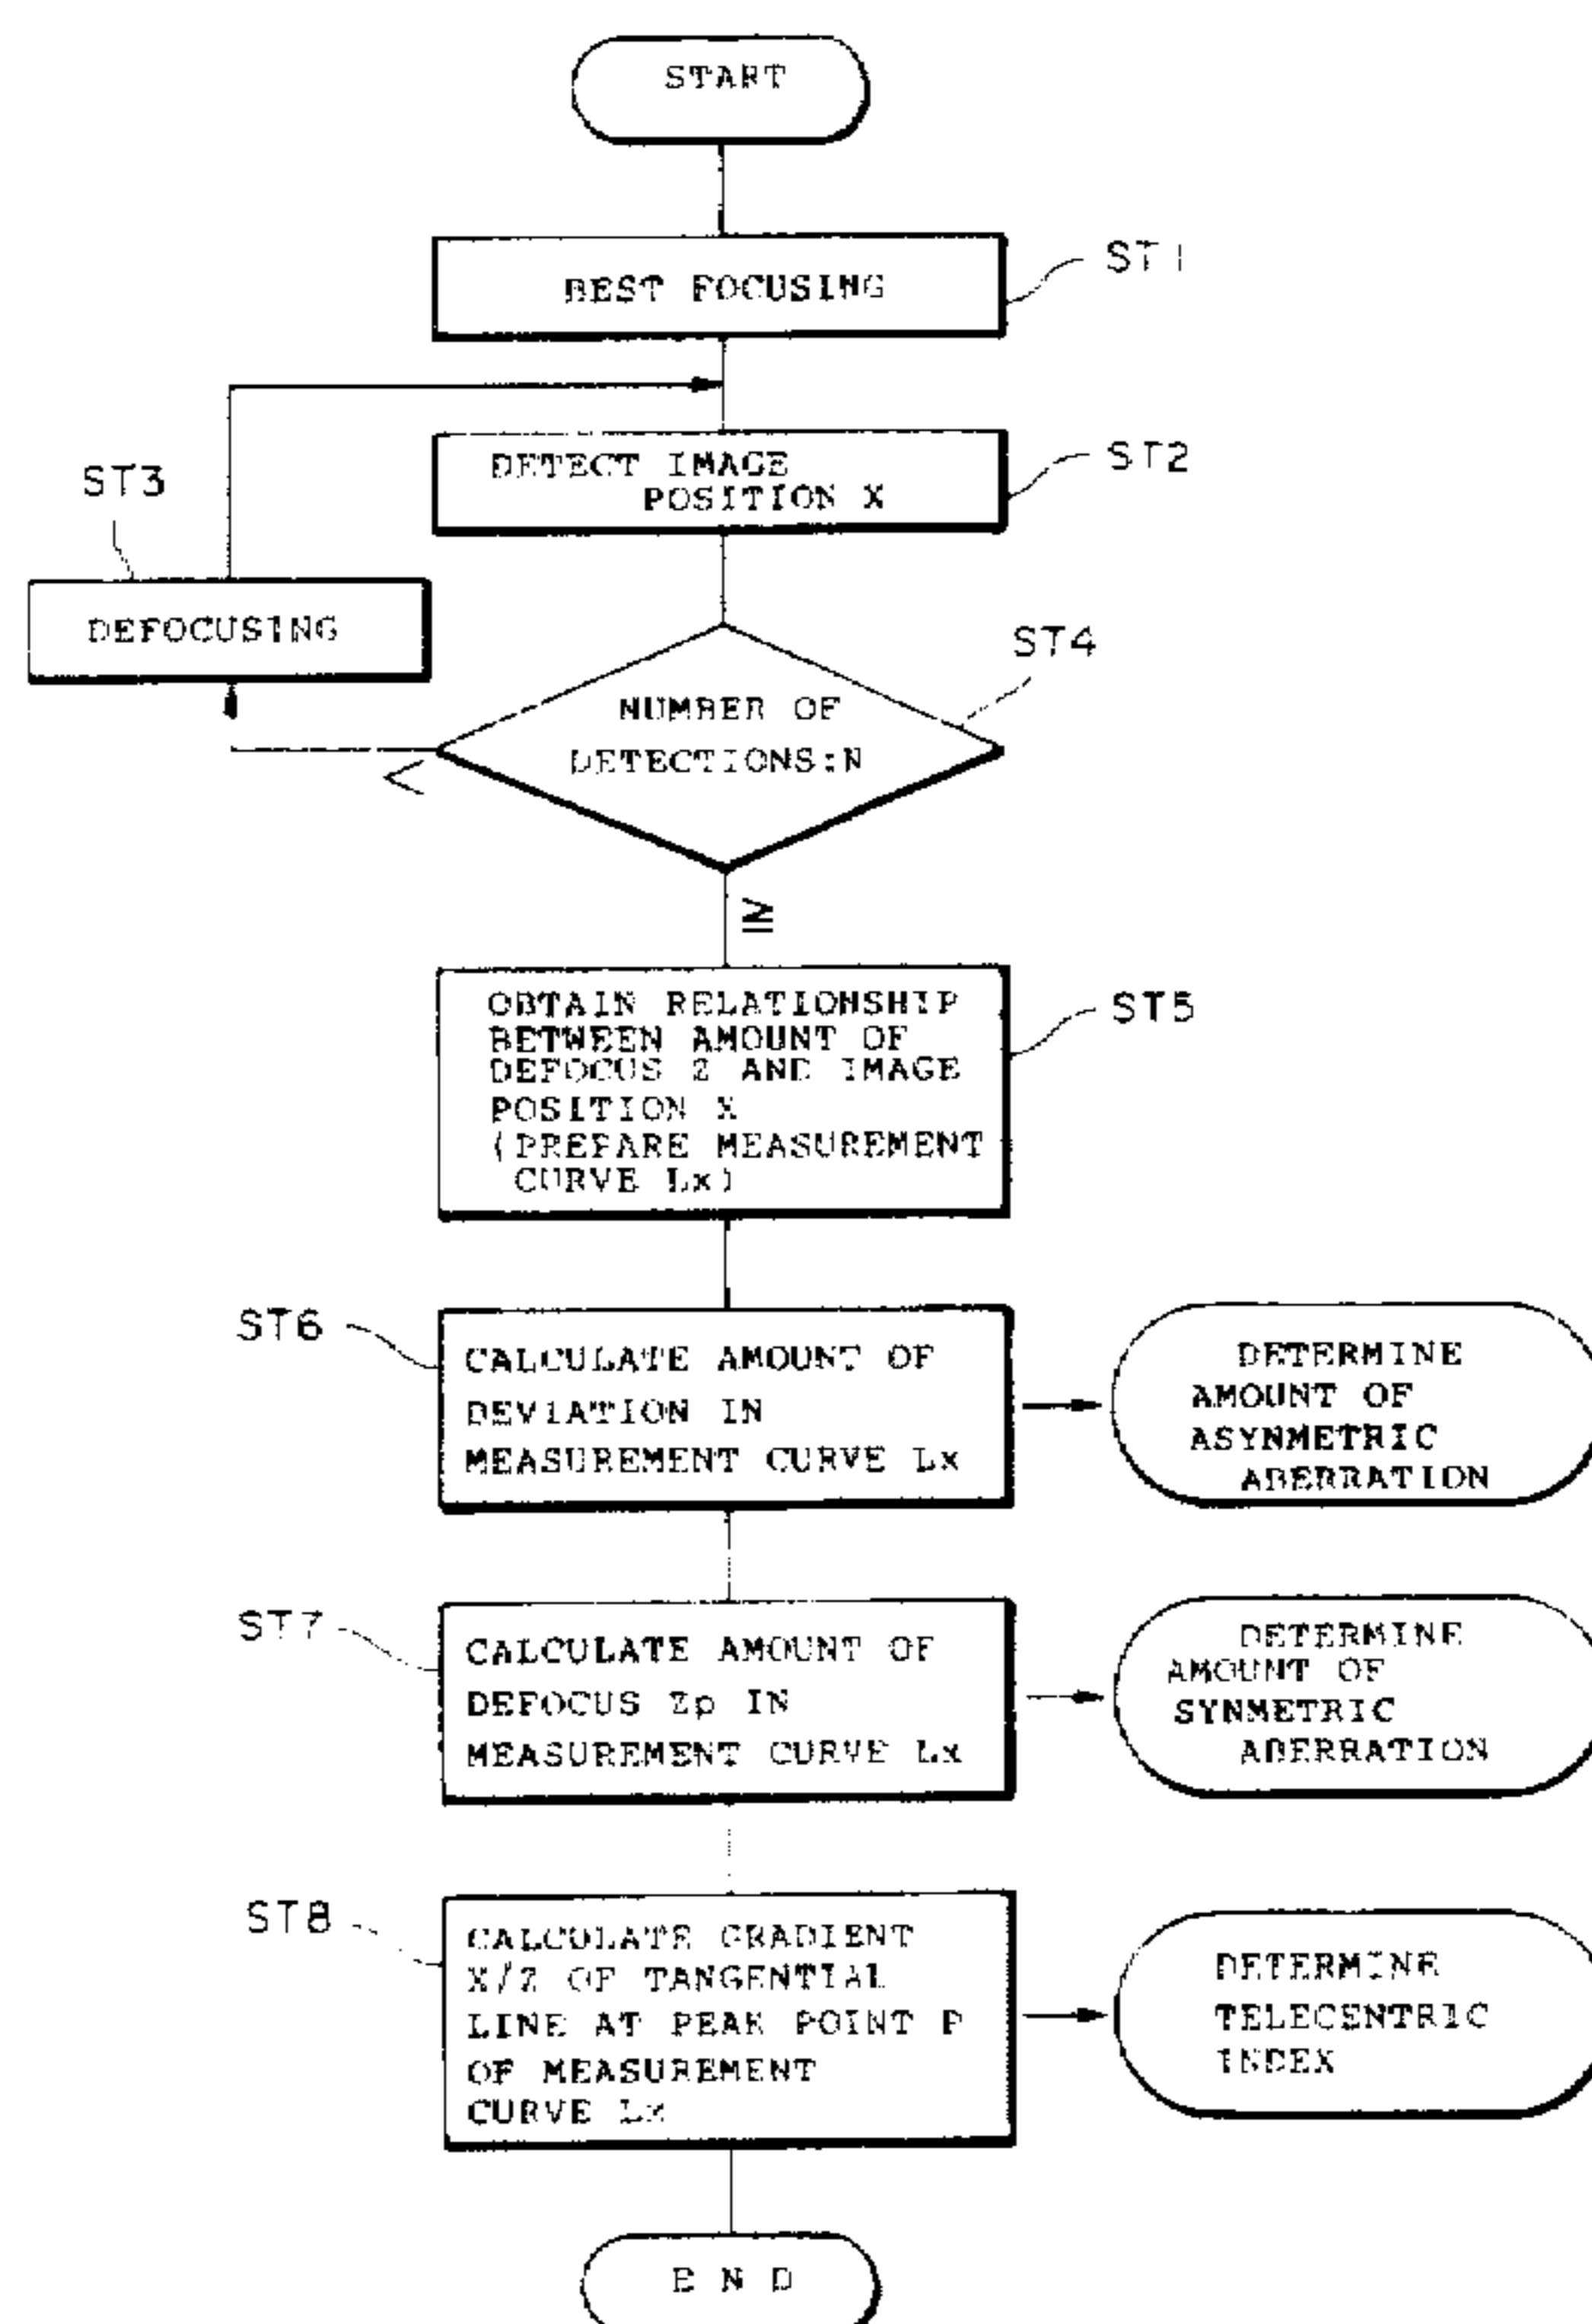 START
BEST FOCUSING
ST1
DETECT IMAGE
POSITION X
ST2
ST3
DEFOCUSING
ST4
NUMBER OF
DETECTIONS:N
<
≥
OBTAIN RELATIONSHIP
BETWEEN AMOUNT OF
DEFOCUS Z AND IMAGE
POSITION X
(PREPARE MEASUREMENT
CURVE Lx)
ST5
ST6
CALCULATE AMOUNT OF
DEVIATION IN
MEASUREMENT CURVE Lx
DETERMINE
AMOUNT OF
ASYNMETRIC
ABERRATION
ST7
CALCULATE AMOUNT OF
DEFOCUS Zp IN
MEASUREMENT CURVE Lx
DETERMINE
AMOUNT OF
SYNMETRIC
ABERRATION
ST8
CALCULATE GRADIENT
X/Z OF TANGENTIAL
LINE AT PEAK POINT P
OF MEASUREMENT
CURVE Lx
DETERMINE
TELECENTRIC
INDEX
END